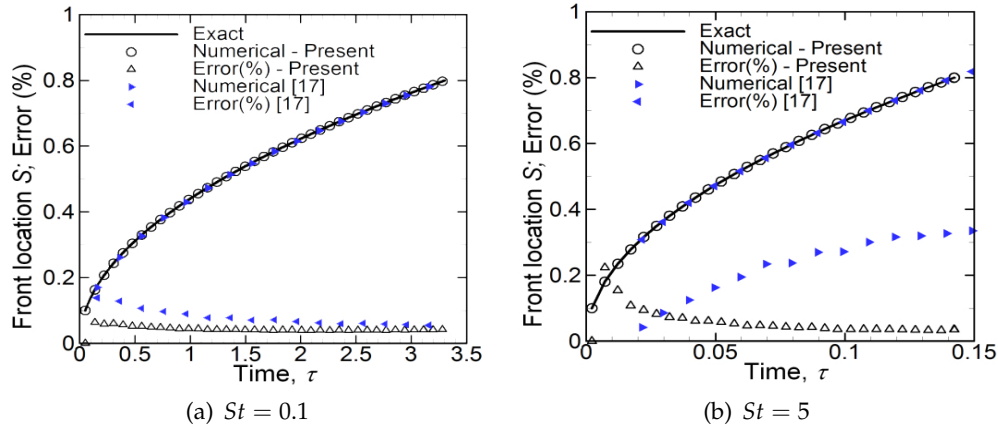 Front location S; Error (%)
1
0.8
0.6
0.4
0.2
0
Exact
Numerical - Present
Error(%) - Present
Numerical [17]
Error(%) [17]
0 0.5 1 1.5 2 2.5 3 3.5
Time, τ
(a) St = 0.1
Front location S; Error (%)
1
0.8
0.6
0.4
0.2
0
Exact
Numerical - Present
Error(%) - Present
Numerical [17]
Error(%) [17]
0.05 0.1 0.15
Time, τ
(b) St = 5